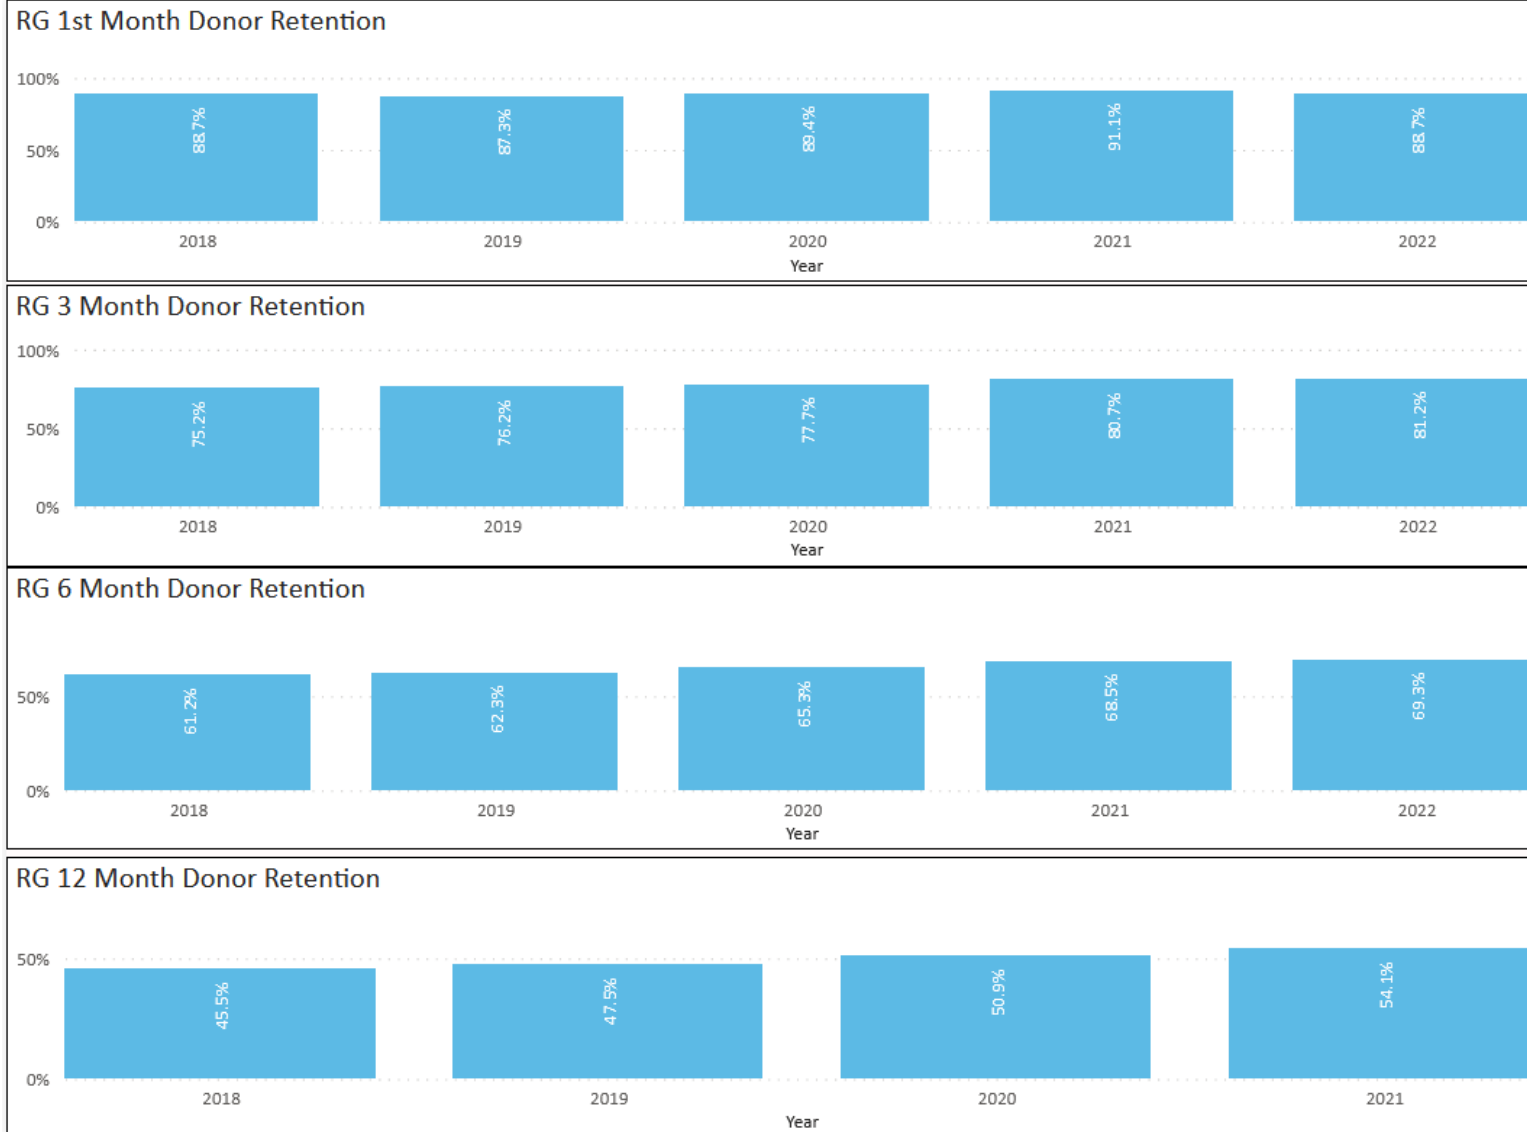 RG 1st Month Donor Retention
100%
50%
0%
88.7%
87.3%
89.4%
91.1%
88.7%
2018 2019 2020 2021 2022
Year
RG 3 Month Donor Retention
100%
50%
0%
75.2%
76.2%
77.7%
80.7%
81.2%
2018 2019 2020 2021 2022
Year
RG 6 Month Donor Retention
50%
0%
61.2%
62.3%
65.3%
68.5%
69.3%
2018 2019 2020 2021 2022
Year
RG 12 Month Donor Retention
50%
0%
45.5%
47.5%
50.9%
54.1%
2018 2019 2020 2021
Year